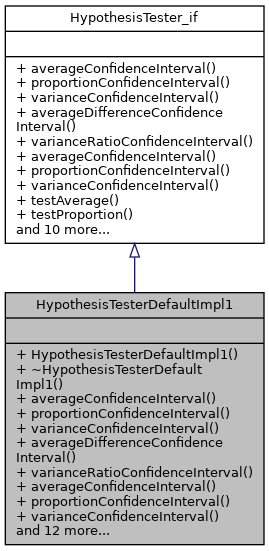 HypothesisTester_if
+ averageConfidenceInterval()
+ proportionConfidenceInterval()
+ varianceConfidenceInterval()
+ averageDifferenceConfidence
Interval()
+ varianceRatioConfidenceInterval()
+ averageConfidenceInterval()
+ proportionConfidenceInterval()
+ varianceConfidenceInterval()
+ testAverage()
+ testProportion()
and 10 more...
HypothesisTesterDefaultImpl1
+ HypothesisTesterDefaultImpl1()
+ ~HypothesisTesterDefault
Impl1()
+ averageConfidenceInterval()
+ proportionConfidenceInterval()
+ varianceConfidenceInterval()
+ averageDifferenceConfidence
Interval()
+ varianceRatioConfidenceInterval()
+ averageConfidenceInterval()
+ proportionConfidenceInterval()
+ varianceConfidenceInterval()
and 12 more...